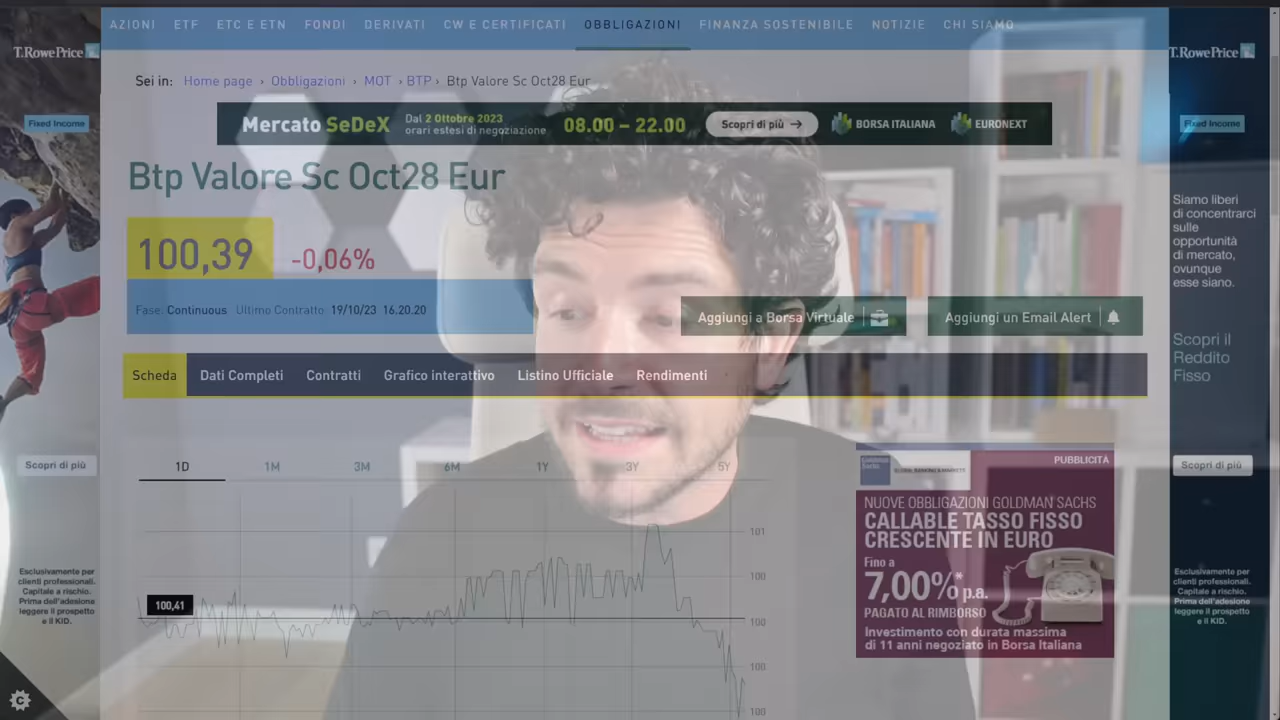 AZIONI ETF ETC E ETN FONDI DERIVATI CW E CERTIFICATI OBBLIGAZIONI FINANZA SOSTENIBILE NOTIZIE CHI SIAMO
T.RowePrice
T.RowePrice
Sei in: Home page › Obbligazioni › MOT › BTP › Btp Valore Sc Oct28 Eur
Fixed Income
Mercato SeDeX
Dal 2 Ottobre 2023
orari estesi di negoziazione
08.00 – 22.00
Scopri di più →
BORSA ITALIANA
EURONEXT
Fixed Income
Btp Valore Sc Oct28 Eur
Siamo liberi
di concentrarci
sulle
opportunità
di mercato,
ovunque
esse siano.
100,39 -0,06%
Fase: Continuous Ultimo Contratto 19/10/23 16.20.20
Aggiungi a Borsa Virtuale
Aggiungi un Email Alert
Scopri il
Reddito
Fisso
Scheda Dati Completi Contratti Grafico interattivo Listino Ufficiale Rendimenti
Scopri di più
1D 1M 3M 6M 1Y 3Y 5Y
Scopri di più
PUBBLICITÀ
Goldman
Sachs
NUOVE OBBLIGAZIONI GOLDMAN SACHS
CALLABLE TASSO FISSO
CRESCENTE IN EURO
Fino a
7,00%* p.a.
PAGATO AL RIMBORSO
Investimento con durata massima
di 11 anni negoziato in Borsa Italiana
101
100
100,41
100
100
100
Esclusivamente per
clienti professionali.
Capitale a rischio.
Prima dell'adesione
leggere il prospetto
e il KID.
Esclusivamente per
clienti professionali.
Capitale a rischio.
Prima dell'adesione
leggere il prospetto
e il KID.